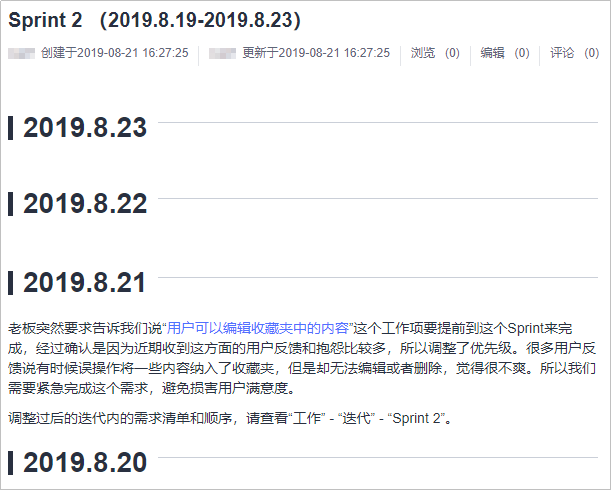 Sprint 2 （2019.8.19-2019.8.23）
创建于2019-08-21 16:27:25 更新于2019-08-21 16:27:25 浏览 (0) 编辑 (0) 评论 (0)
2019.8.23
2019.8.22
2019.8.21
老板突然要求告诉我们说“用户可以编辑收藏夹中的内容”这个工作项要提前到这个Sprint来完
成，经过确认是因为近期收到这方面的用户反馈和抱怨比较多，所以调整了优先级。很多用户反
馈说有时候误操作将一些内容纳入了收藏夹，但是却无法编辑或者删除，觉得很不爽。所以我们
需要紧急完成这个需求，避免损害用户满意度。
调整过后的迭代内的需求清单和顺序，请查看“工作” - “迭代” - “Sprint 2”。
2019.8.20